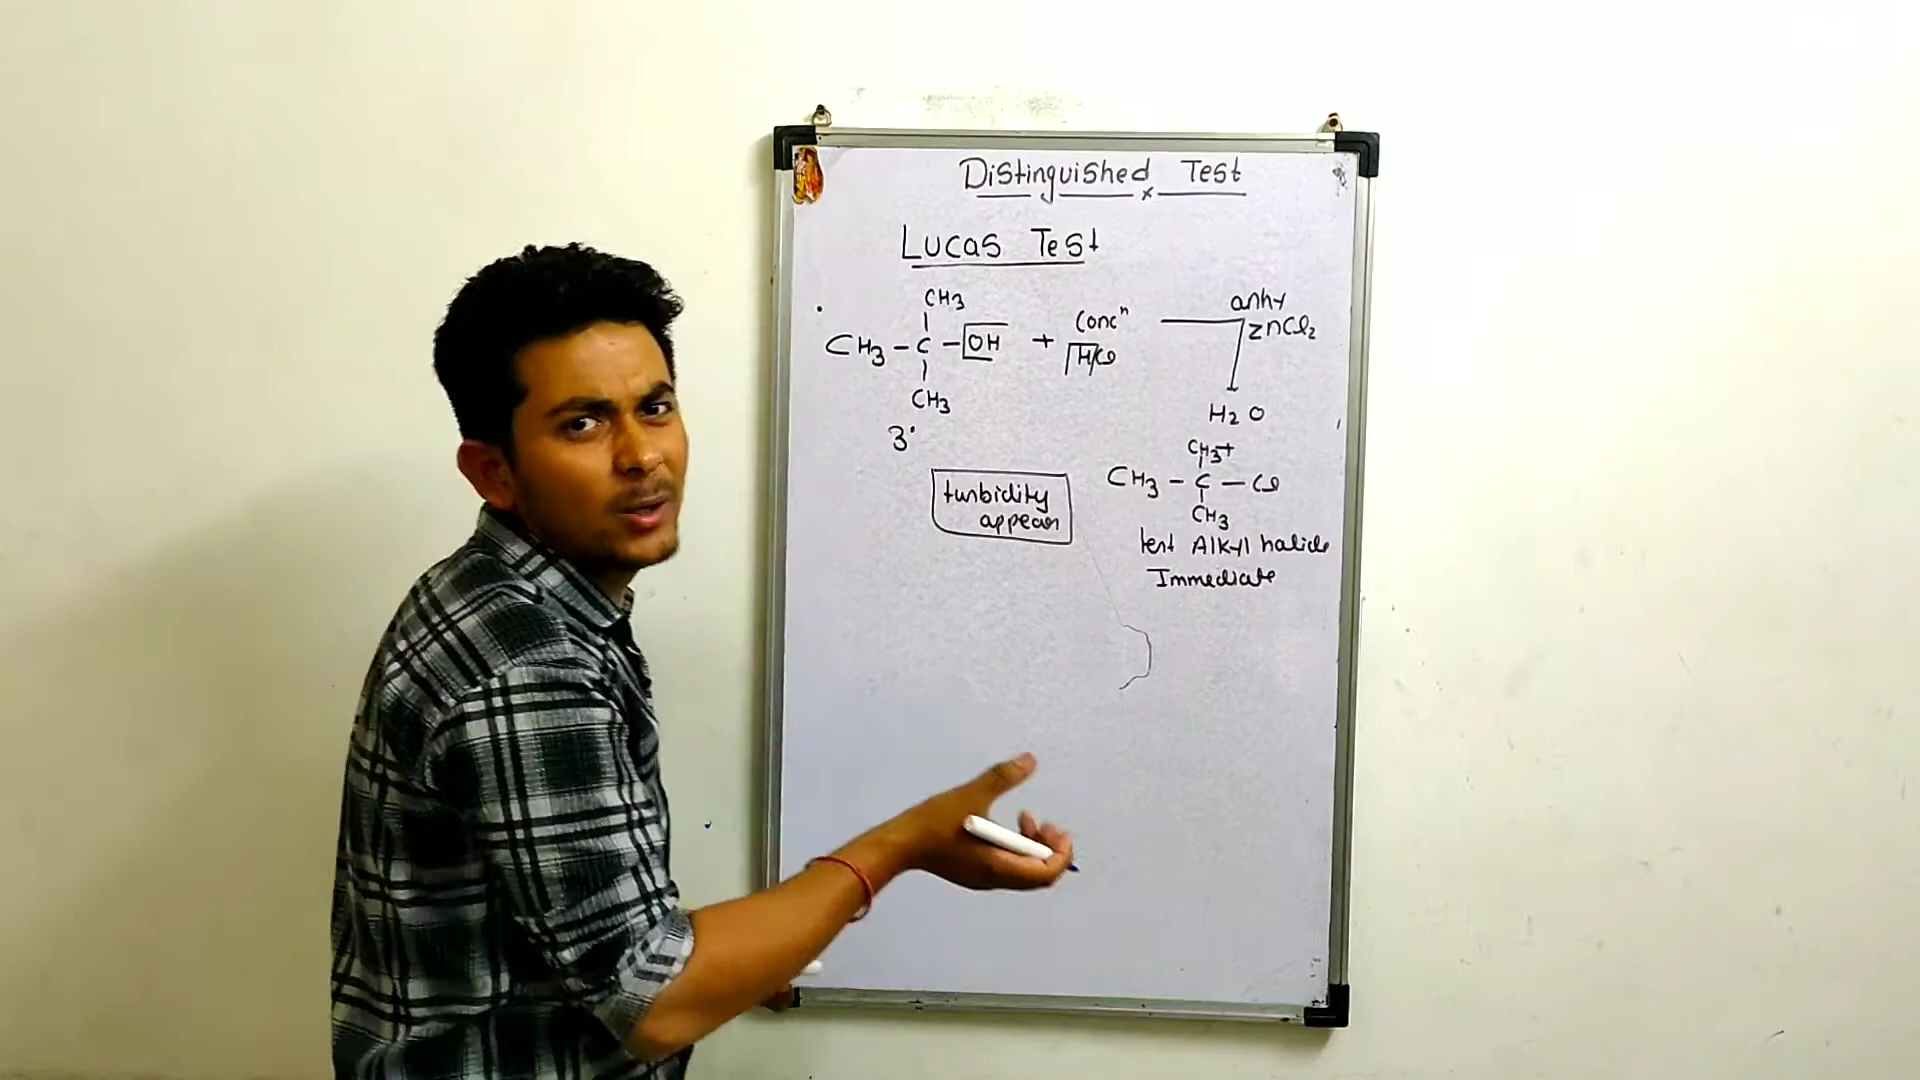 Distinguished Test
Lucas Test
CH3
CH3 - C - OH + Concⁿ HCl
CH3
3°
anhy
ZnCl2
H2O
+
CH3
CH3 - C - Cl
CH3
tert Alkyl halide
Immediate
turbidity
appear